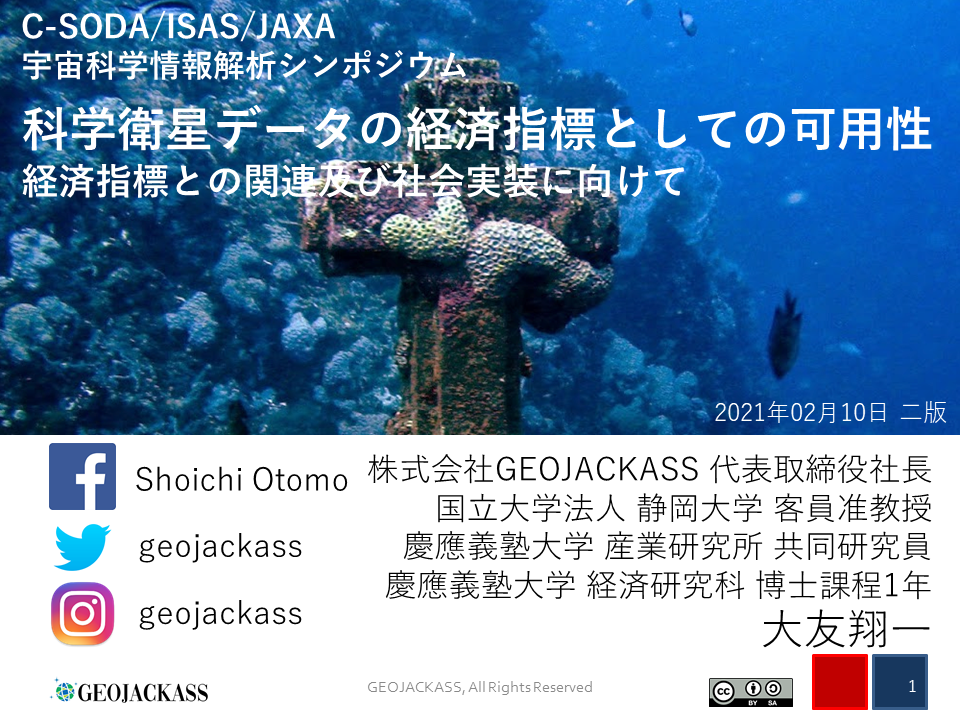 C-SODA/ISAS/JAXA
宇宙科学情報解析シンポジウム
科学衛星データの経済指標としての可用性
経済指標との関連及び社会実装に向けて
2021年02月10日 二版
Shoichi Otomo
geojackass
geojackass
株式会社GEOJACKASS 代表取締役社長
国立大学法人 静岡大学 客員准教授
慶應義塾大学 産業研究所 共同研究員
慶應義塾大学 経済研究科 博士課程1年
大友翔一
GEOJACKASS
GEOJACKASS, All Rights Reserved
cc BY SA
1